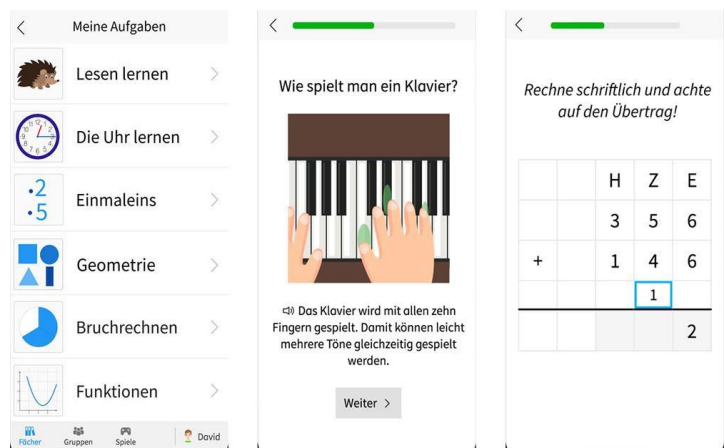 Meine Aufgaben
Lesen lernen
Die Uhr lernen
·2
·5
Einmaleins
Geometrie
Bruchrechnen
Funktionen
Fächer Gruppen Spiele David
Wie spielt man ein Klavier?
Das Klavier wird mit allen zehn
Fingern gespielt. Damit können leicht
mehrere Töne gleichzeitig gespielt
werden.
Weiter >
Rechne schriftlich und achte
auf den Übertrag!
H Z E
3 5 6
+ 1 4 6
1
2